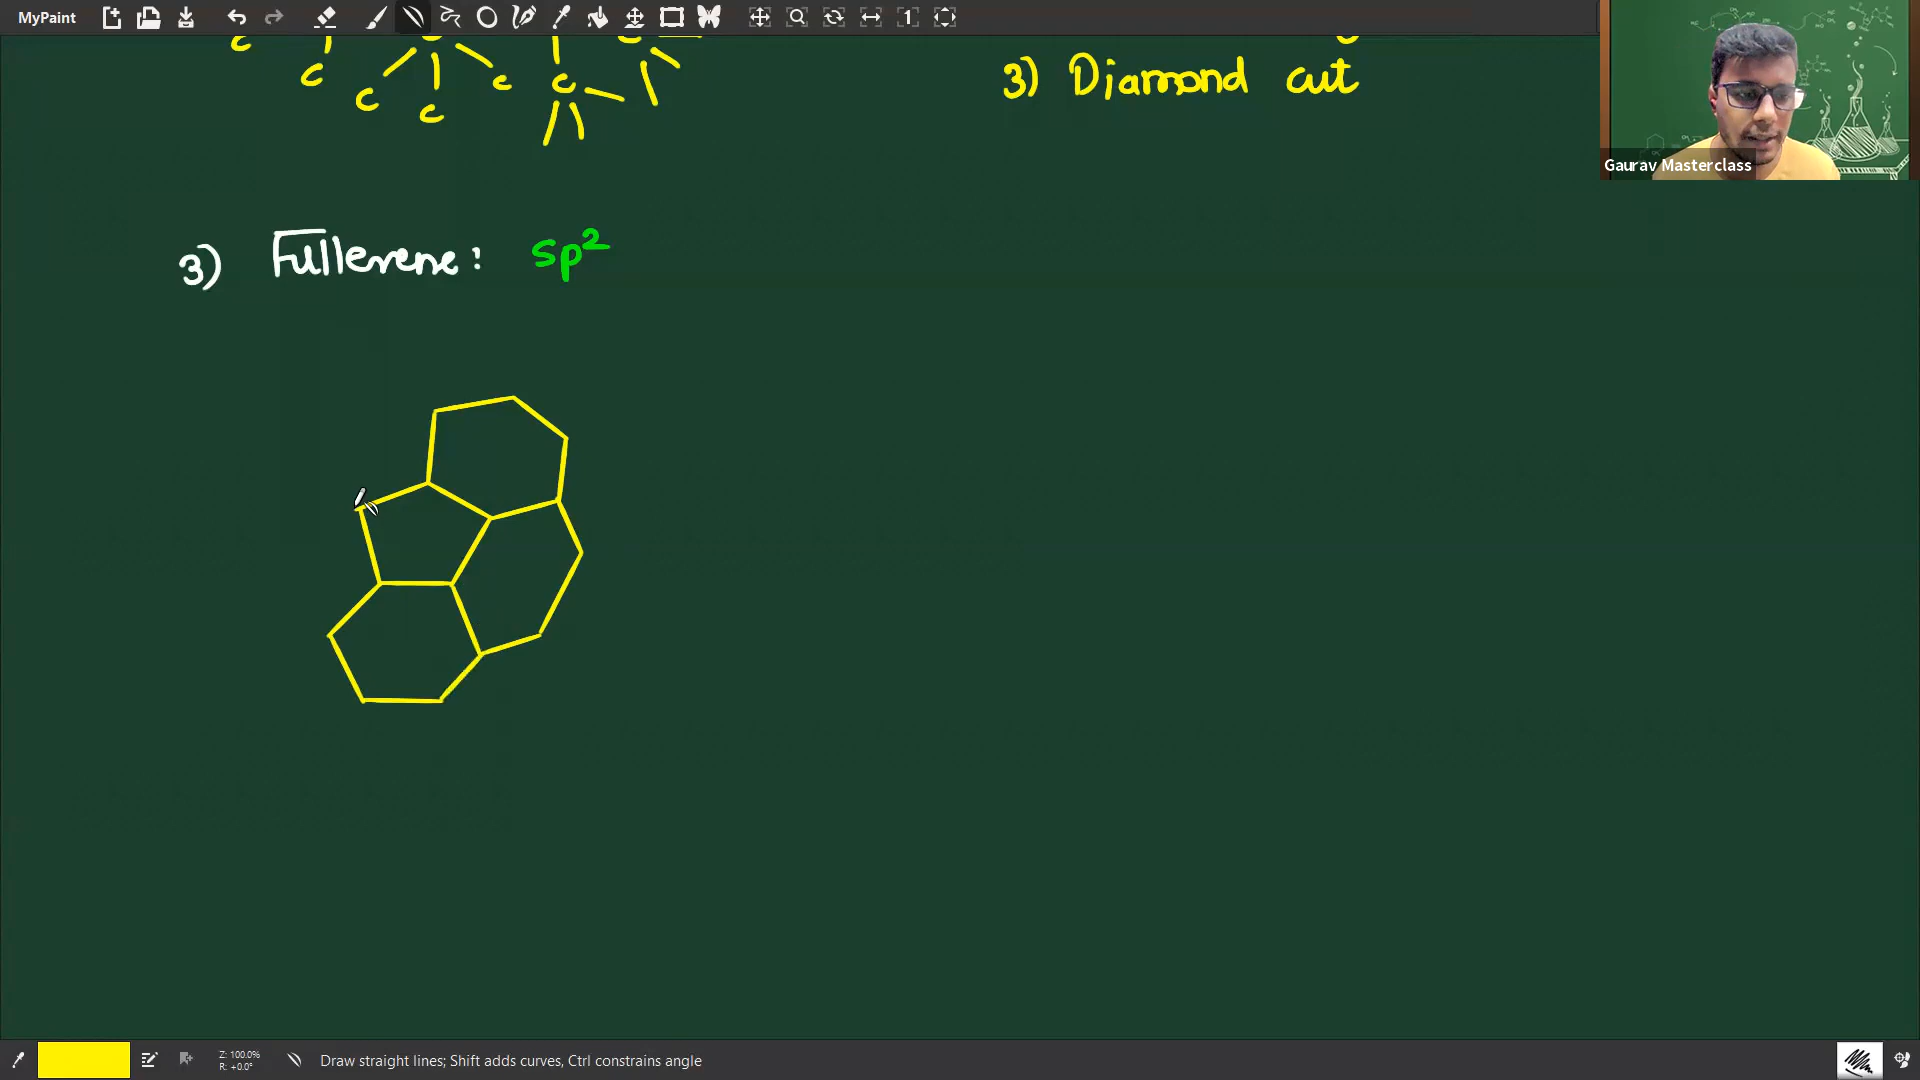 MyPaint
c c c c c c
3) Diamond cut
Gaurav Masterclass
3) Fullerene: sp²
Z: 100.0%
R: +0.0°
Draw straight lines; Shift adds curves, Ctrl constrains angle